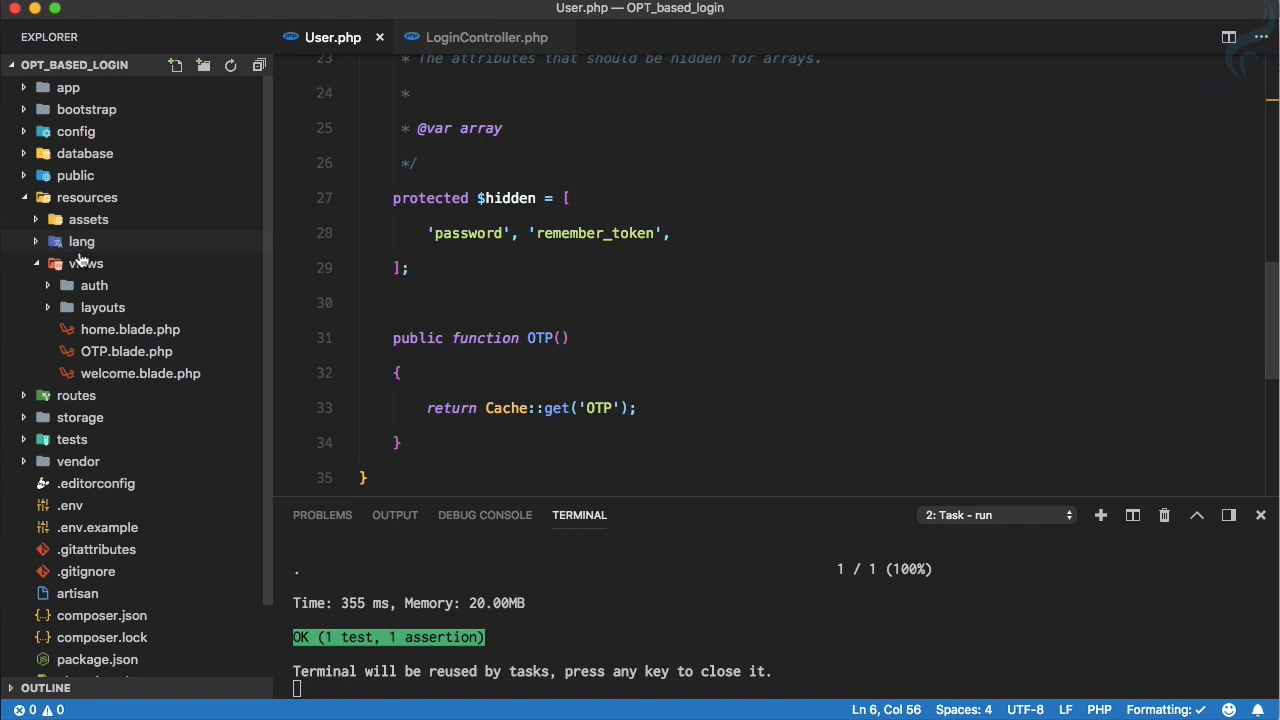 User.php — OPT_based_login
EXPLORER
User.php ×
LoginController.php
OPT_BASED_LOGIN
app
bootstrap
config
database
public
resources
assets
lang
views
auth
layouts
home.blade.php
OTP.blade.php
welcome.blade.php
routes
storage
tests
vendor
.editorconfig
.env
.env.example
.gitattributes
.gitignore
artisan
composer.json
composer.lock
package.json
OUTLINE
23 * The attributes that should be hidden for arrays.
24 *
25 * @var array
26 */
27 protected $hidden = [
28 'password', 'remember_token',
29 ];
30
31 public function OTP()
32 {
33 return Cache::get('OTP');
34 }
35 }
PROBLEMS OUTPUT DEBUG CONSOLE TERMINAL 2: Task - run
. 1 / 1 (100%)
Time: 355 ms, Memory: 20.00MB
OK (1 test, 1 assertion)
Terminal will be reused by tasks, press any key to close it.
0 0 Ln 6, Col 56 Spaces: 4 UTF-8 LF PHP Formatting: ✓